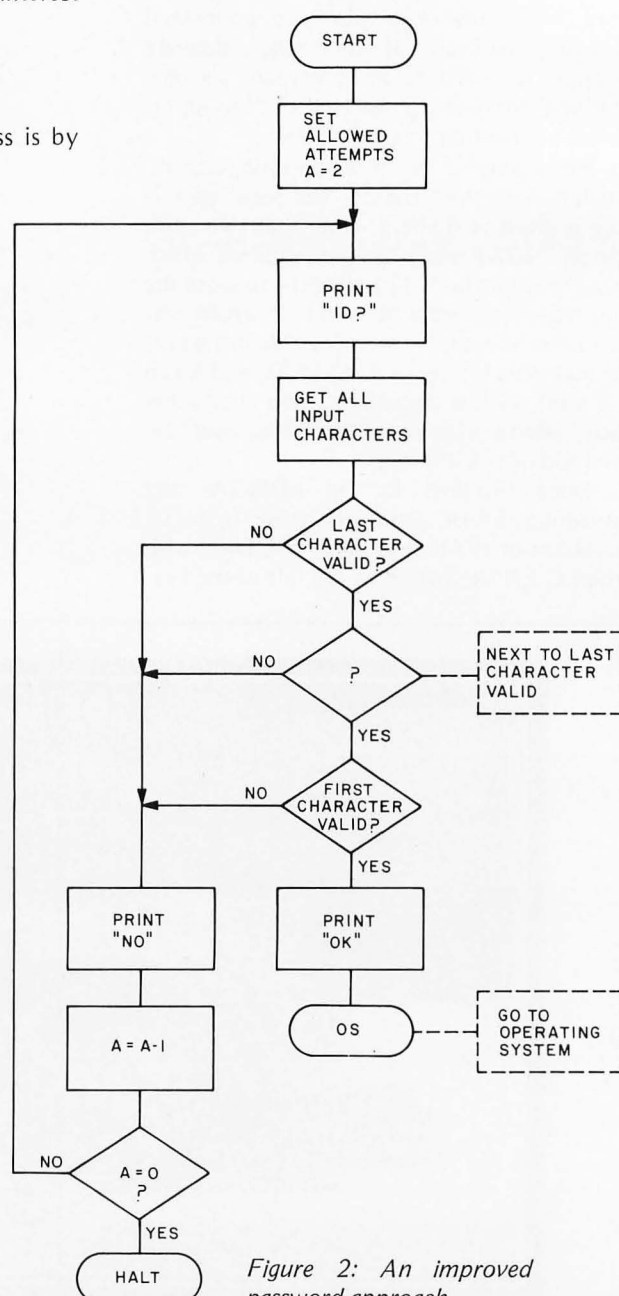 ss is by
START
SET
ALLOWED
ATTEMPTS
A = 2
PRINT
"ID?"
GET ALL
INPUT
CHARACTERS
NO
LAST
CHARACTER
VALID?
YES
NO
?
NEXT TO LAST
CHARACTER
VALID
YES
NO
FIRST
CHARACTER
VALID?
YES
PRINT
"NO"
PRINT
"OK"
A = A-1
OS
GO TO
OPERATING
SYSTEM
NO
A = 0
?
YES
HALT
Figure 2: An improved
password approach